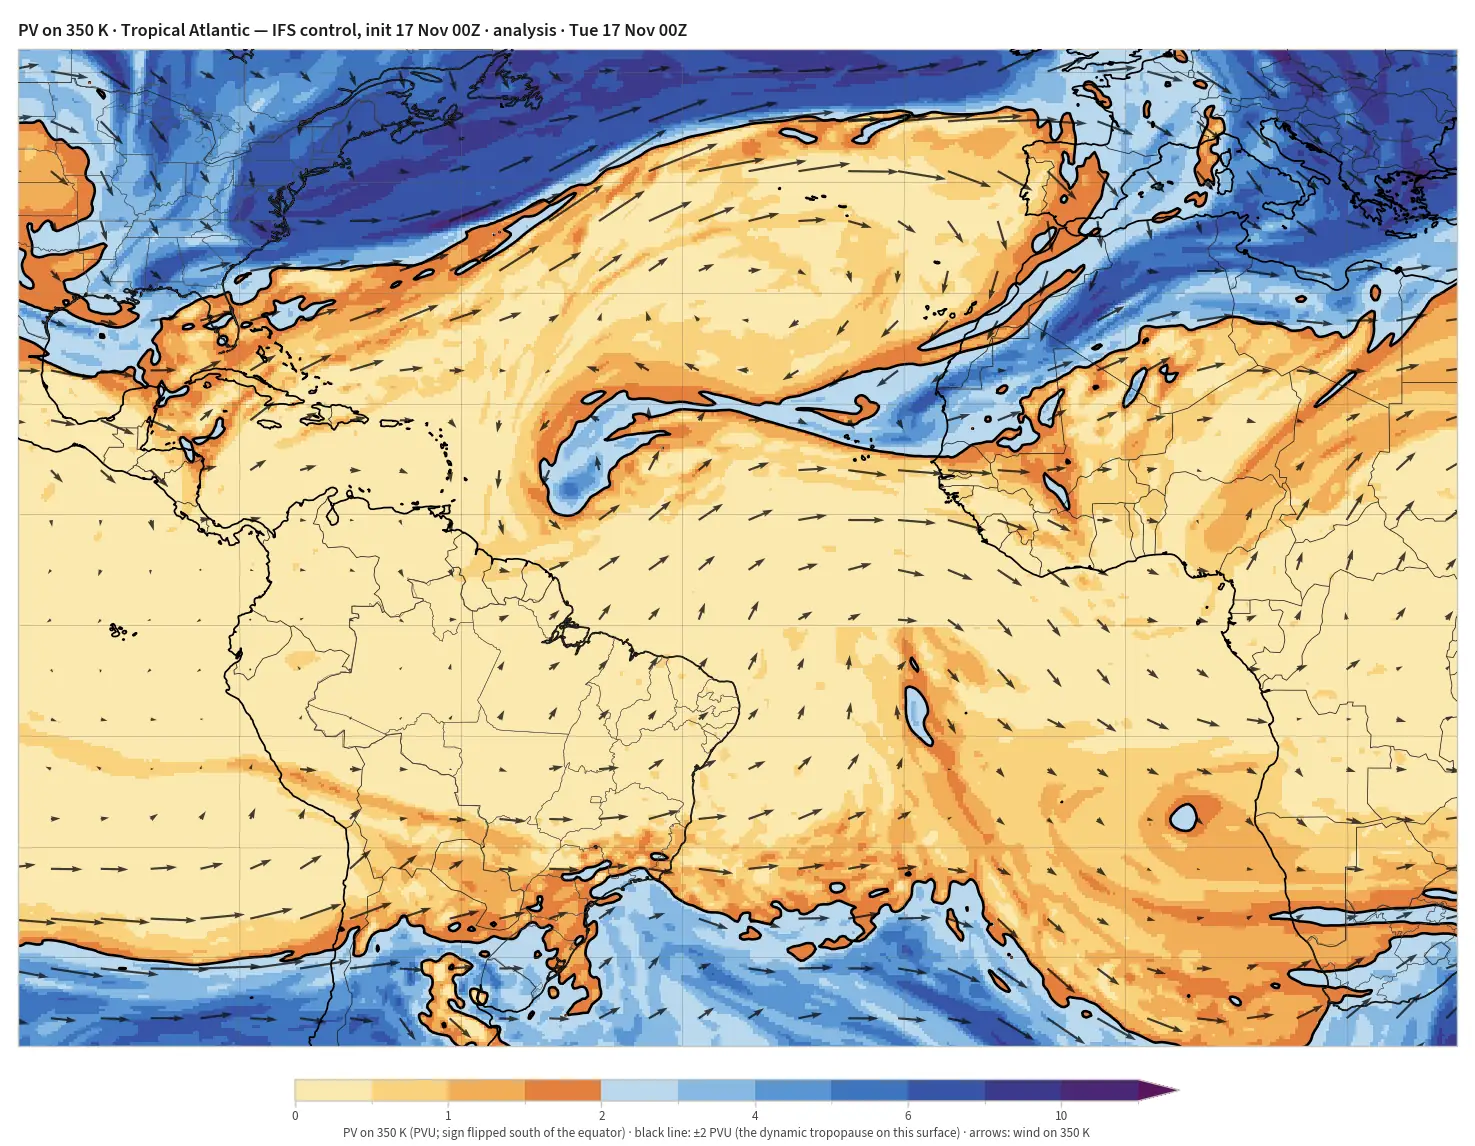 PV on 350 K · Tropical Atlantic — IFS control, init 17 Nov 00Z · analysis · Tue 17 Nov 00Z
0 1 2 4 6 10
PV on 350 K (PVU; sign flipped south of the equator) · black line: ±2 PVU (the dynamic tropopause on this surface) · arrows: wind on 350 K